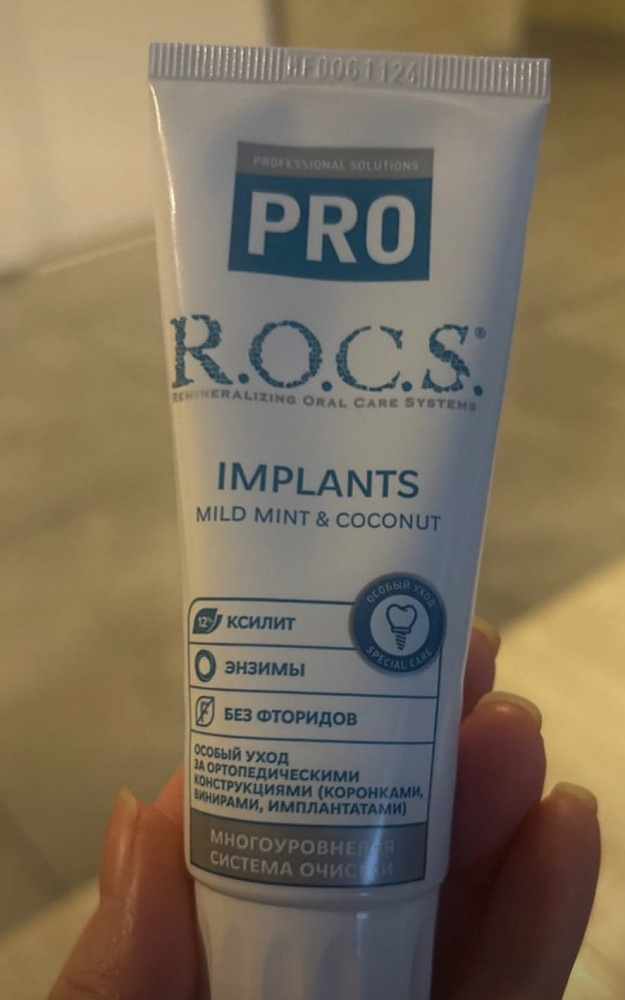 PROFESSIONAL SOLUTIONS
PRO
R.O.C.S.®
REMINERALIZING ORAL CARE SYSTEMS
IMPLANTS
MILD MINT & COCONUT
ОСОБЫЙ УХОД
SPECIAL CARE
12% КСИЛИТ
ЭНЗИМЫ
F БЕЗ ФТОРИДОВ
ОСОБЫЙ УХОД
ЗА ОРТОПЕДИЧЕСКИМИ
КОНСТРУКЦИЯМИ (КОРОНКАМИ,
ВИНИРАМИ, ИМПЛАНТАТАМИ)
МНОГОУРОВНЕВАЯ
СИСТЕМА ОЧИСТКИ